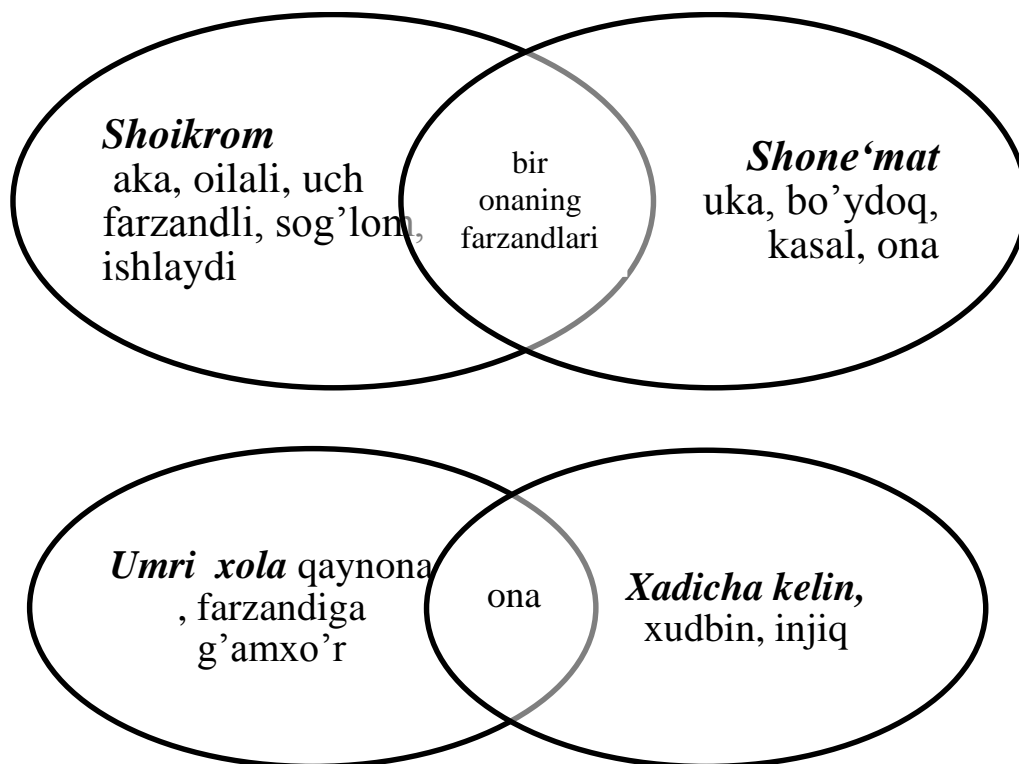 Shoikrom
aka, oilali, uch
farzandli, sog’lom,
ishlaydi
bir
onaning
farzandlari
Shone‘mat
uka, bo’ydoq,
kasal, ona
Umri xola qaynona
, farzandiga
g’amxo’r
ona
Xadicha kelin,
xudbin, injiq